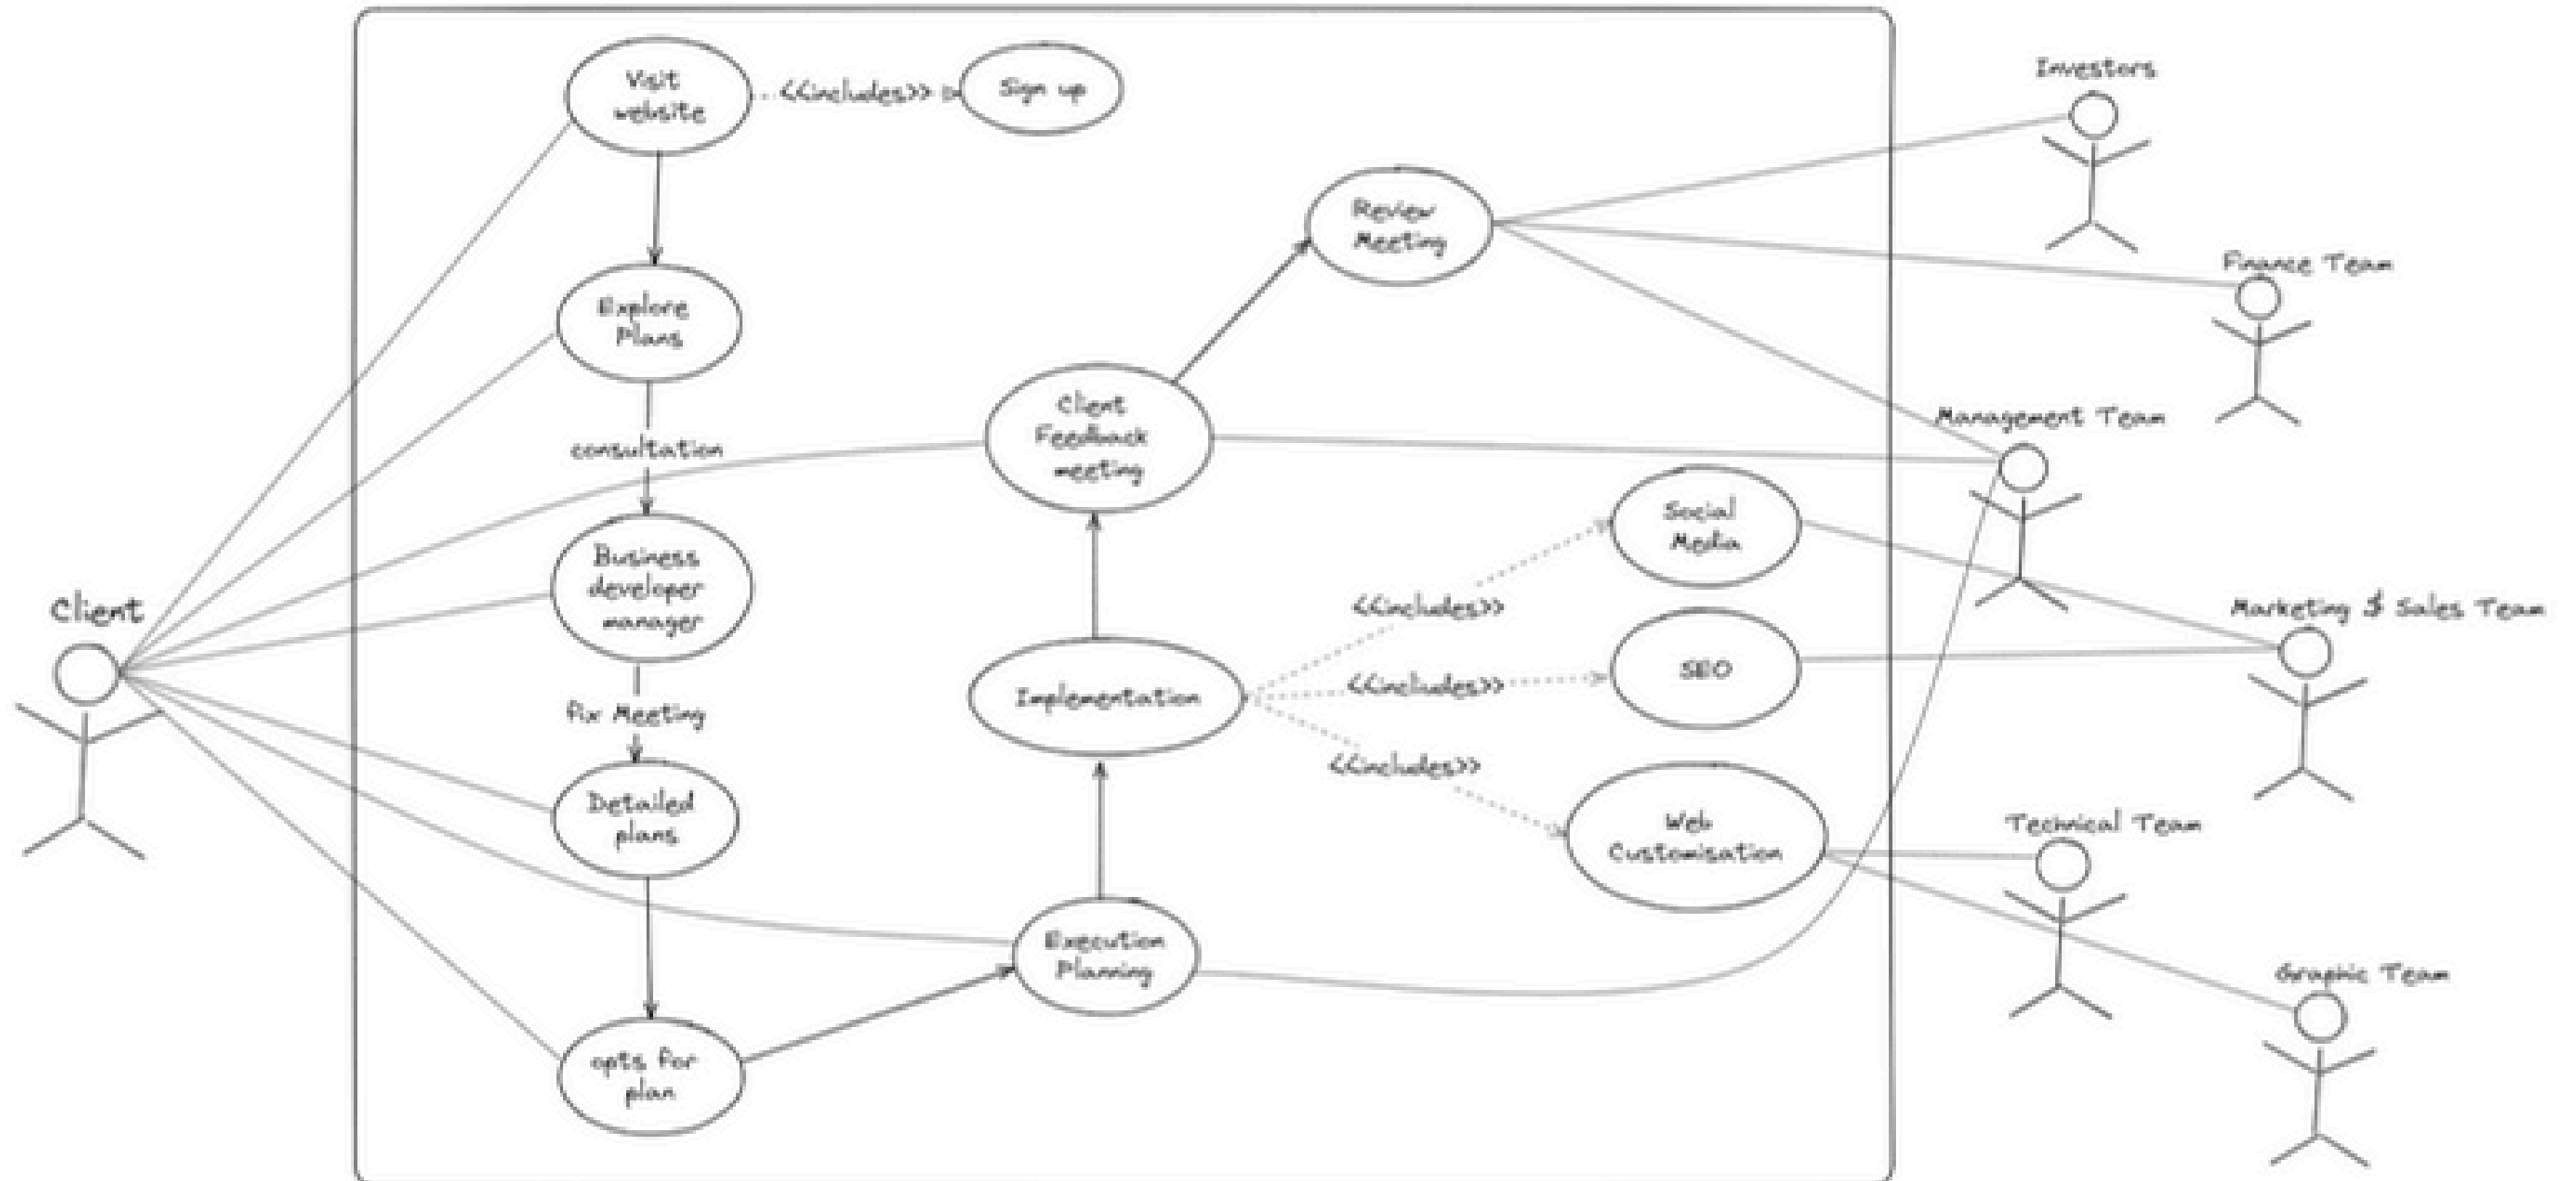 Visit
website
<<includes>>
Sign up
Investors
Review
Meeting
Finance Team
Explore
Plans
Client
Feedback
meeting
Management Team
consultation
Social
Media
Business
developer
manager
Client
<<includes>>
Marketing $ Sales Team
Implementation
<<includes>>
SEO
fix Meeting
<<includes>>
Detailed
plans
Web
Customisation
Technical Team
Execution
Planning
Graphic Team
opts for
plan